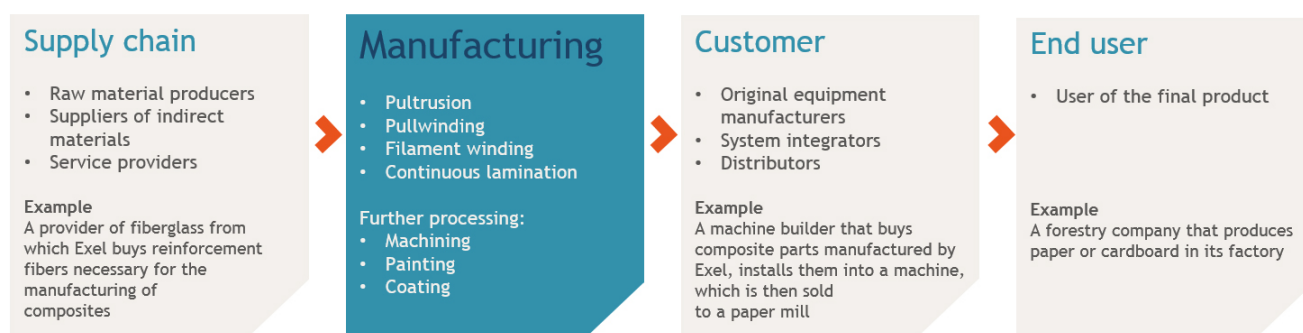 Supply chain
• Raw material producers
• Suppliers of indirect
materials
• Service providers
Example
A provider of fiberglass from
which Exel buys reinforcement
fibers necessary for the
manufacturing of
composites
Manufacturing
• Pultrusion
• Pullwinding
• Filament winding
• Continuous lamination
Further processing:
• Machining
• Painting
• Coating
Customer
• Original equipment
manufacturers
• System integrators
• Distributors
Example
A machine builder that buys
composite parts manufactured by
Exel, installs them into a machine,
which is then sold
to a paper mill
End user
• User of the final product
Example
A forestry company that produces
paper or cardboard in its factory